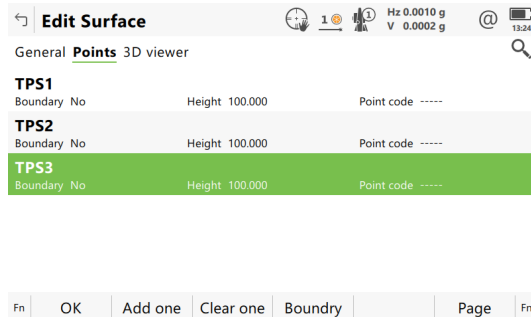 Edit Surface
1
1
Hz 0.0010 g
V 0.0002 g
@
13:24
General Points 3D viewer
TPS1
Boundary No Height 100.000 Point code -----
TPS2
Boundary No Height 100.000 Point code -----
TPS3
Boundary No Height 100.000 Point code -----
Fn OK Add one Clear one Boundry Page Fn